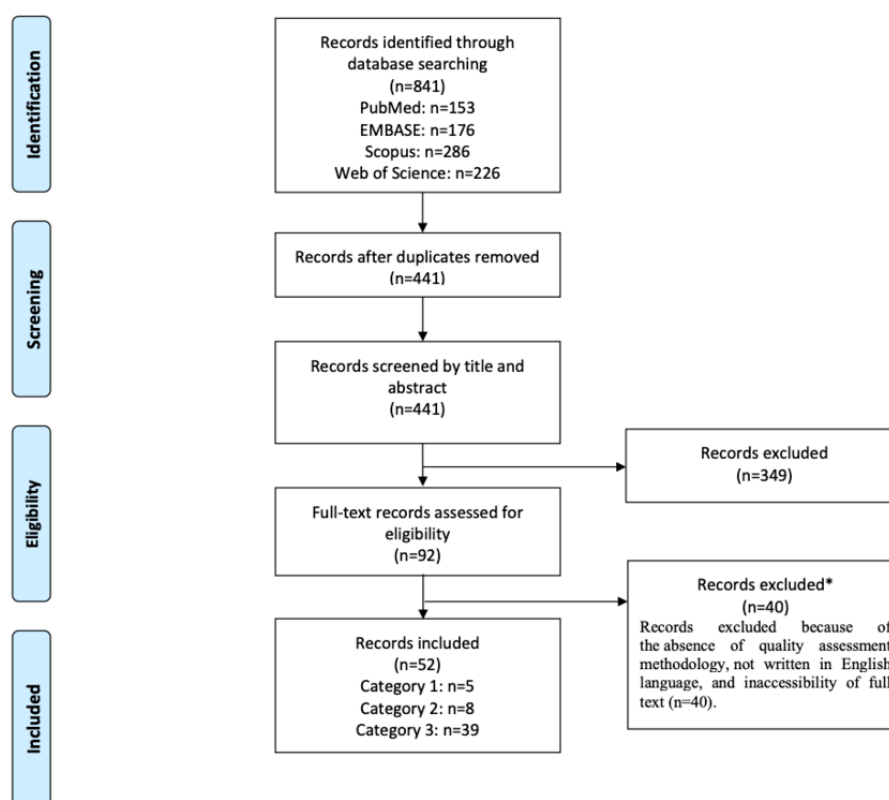 Identification
Records identified through
database searching
(n=841)
PubMed: n=153
EMBASE: n=176
Scopus: n=286
Web of Science: n=226
Screening
Records after duplicates removed
(n=441)
Records screened by title and
abstract
(n=441)
Records excluded
(n=349)
Eligibility
Full-text records assessed for
eligibility
(n=92)
Records excluded*
(n=40)
Records excluded because of
the absence of quality assessment
methodology, not written in English
language, and inaccessibility of full
text (n=40).
Included
Records included
(n=52)
Category 1: n=5
Category 2: n=8
Category 3: n=39